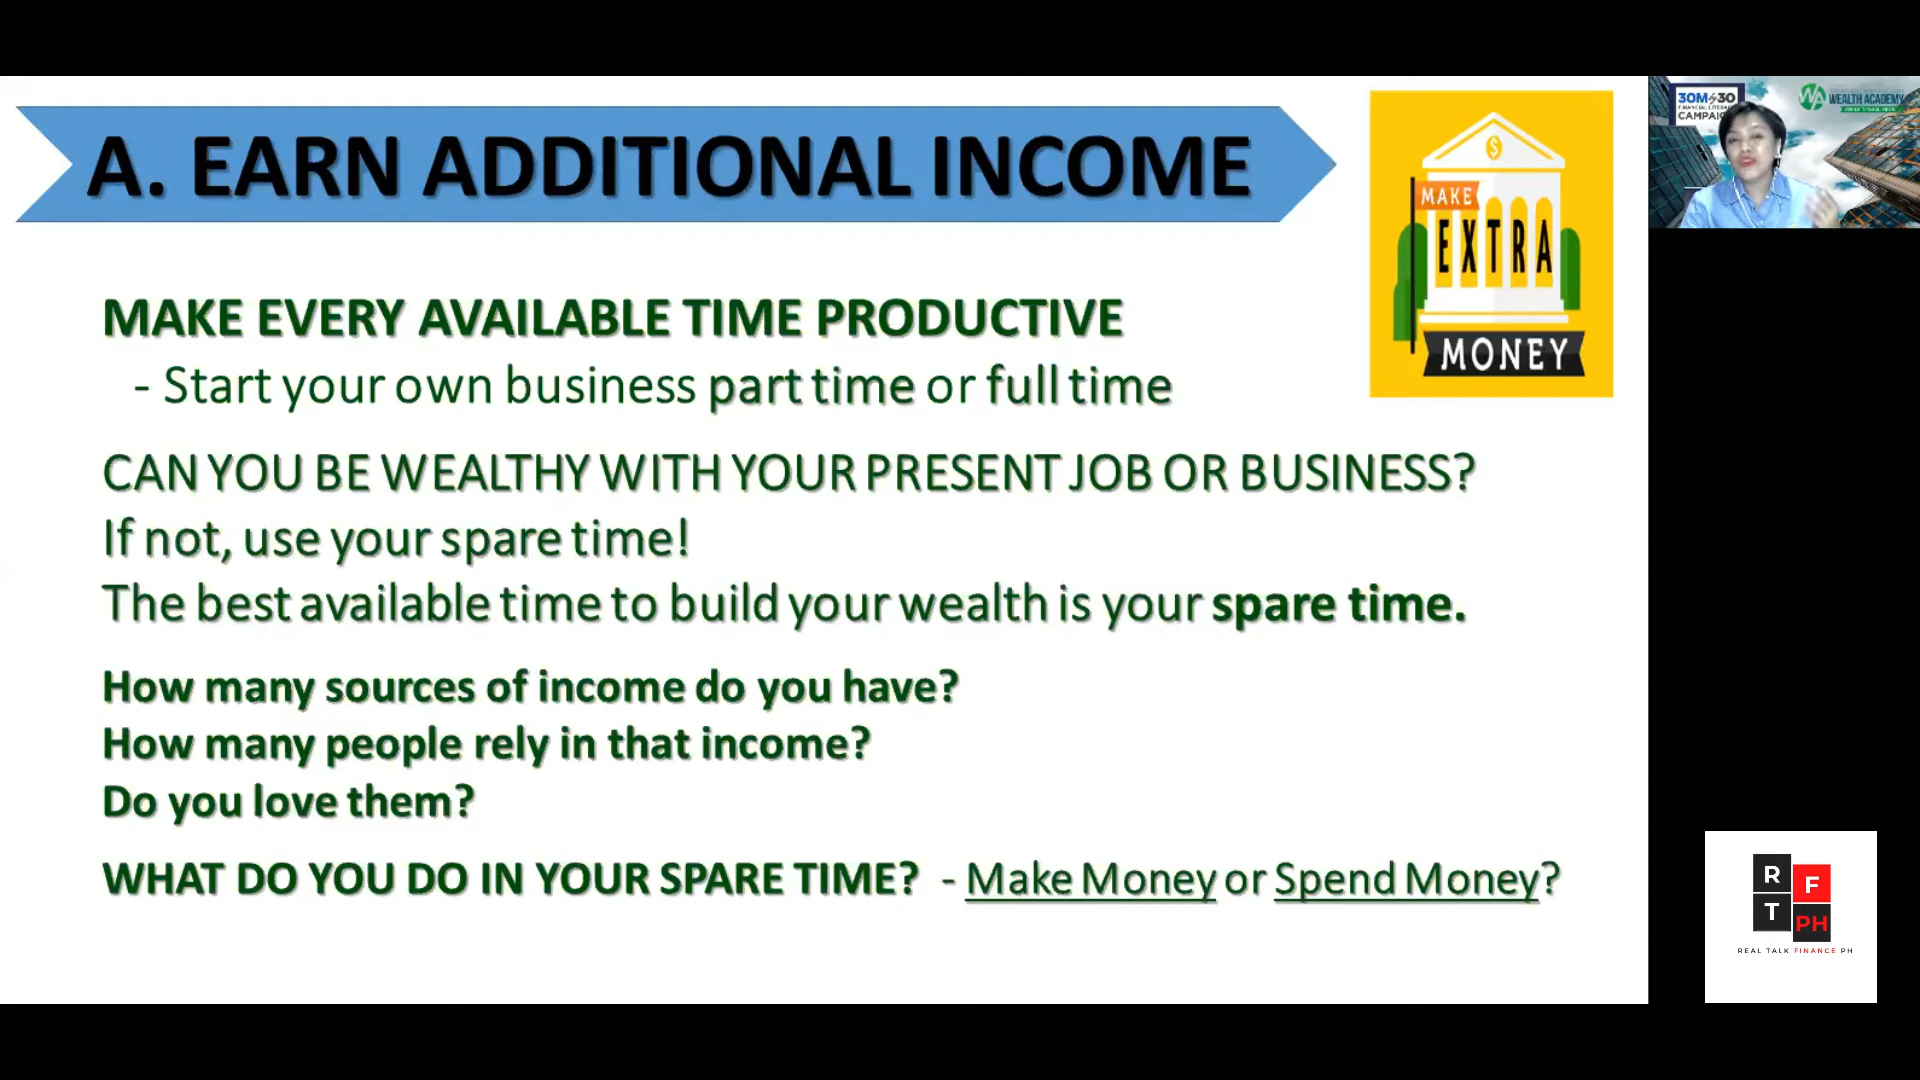 A. EARN ADDITIONAL INCOME
MAKE EXTRA MONEY
MAKE EVERY AVAILABLE TIME PRODUCTIVE
- Start your own business part time or full time
CAN YOU BE WEALTHY WITH YOUR PRESENT JOB OR BUSINESS?
If not, use your spare time!
The best available time to build your wealth is your spare time.
How many sources of income do you have?
How many people rely in that income?
Do you love them?
WHAT DO YOU DO IN YOUR SPARE TIME? - Make Money or Spend Money?
30M by 30
FINANCIAL
CAMPAI
WA WEALTH ACADEMY
R F
T PH
REAL TALK FINANCE PH